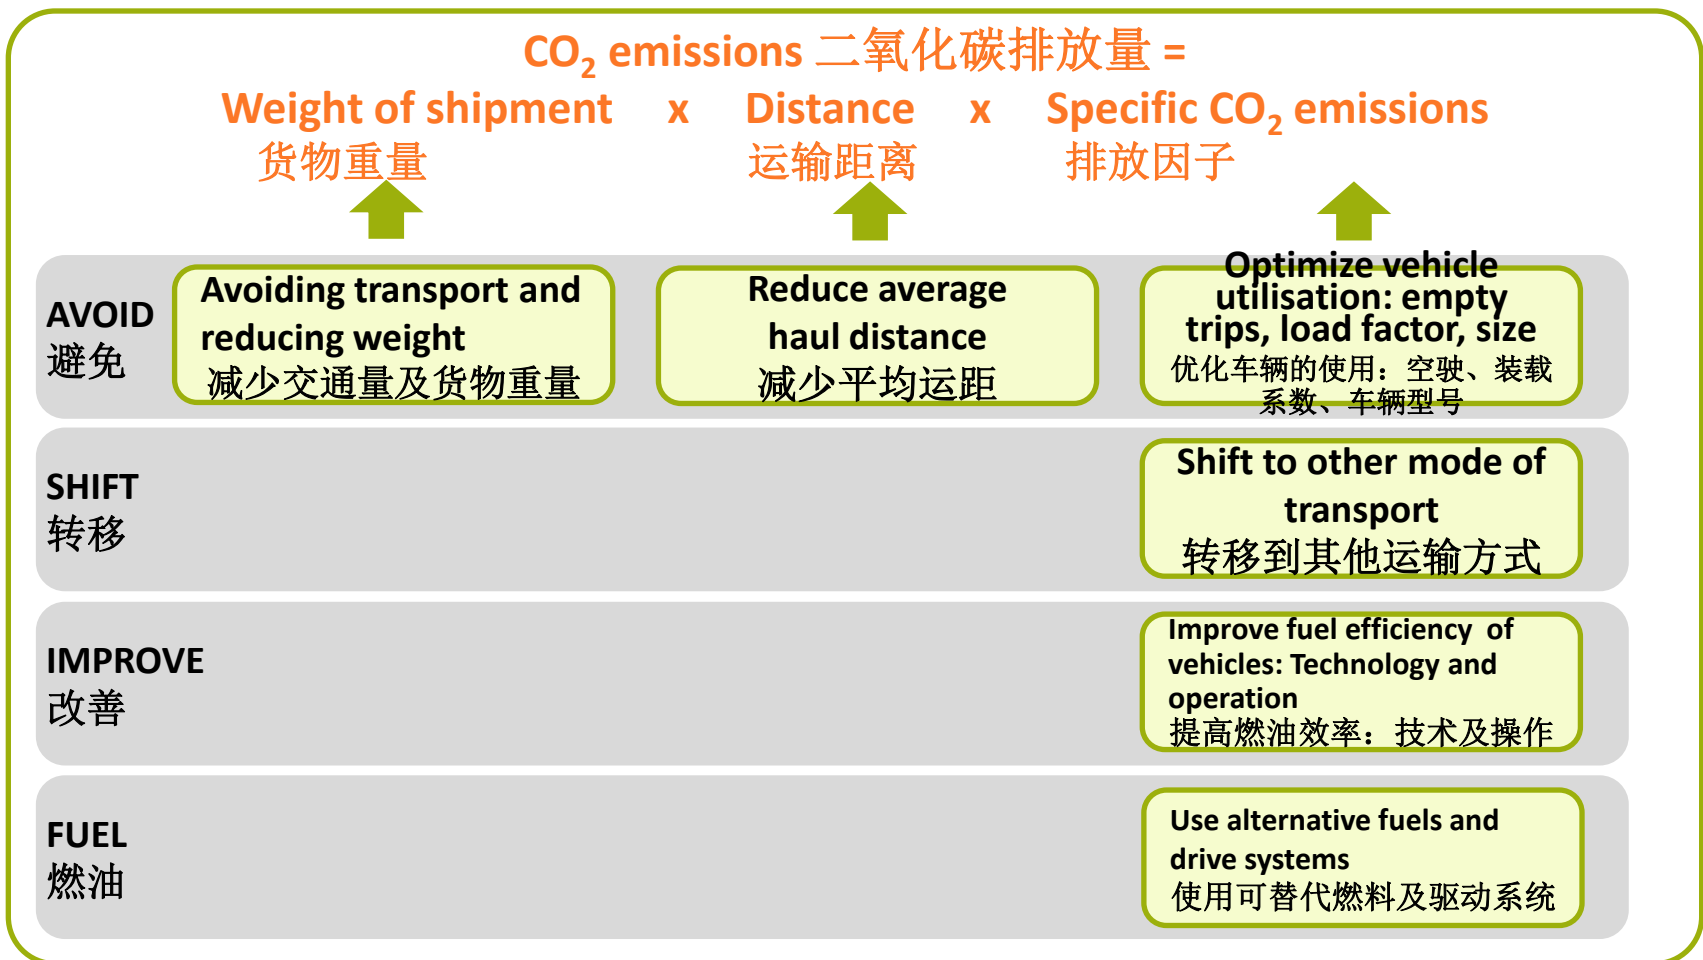 CO2 emissions 二氧化碳排放量 =
Weight of shipment x Distance x Specific CO2 emissions
货物重量 运输距离 排放因子
AVOID
避免
Avoiding transport and
reducing weight
减少交通量及货物重量
Reduce average
haul distance
减少平均运距
Optimize vehicle
utilisation: empty
trips, load factor, size
优化车辆的使用：空驶、装载
系数、车辆型号
SHIFT
转移
Shift to other mode of
transport
转移到其他运输方式
IMPROVE
改善
Improve fuel efficiency of
vehicles: Technology and
operation
提高燃油效率：技术及操作
FUEL
燃油
Use alternative fuels and
drive systems
使用可替代燃料及驱动系统